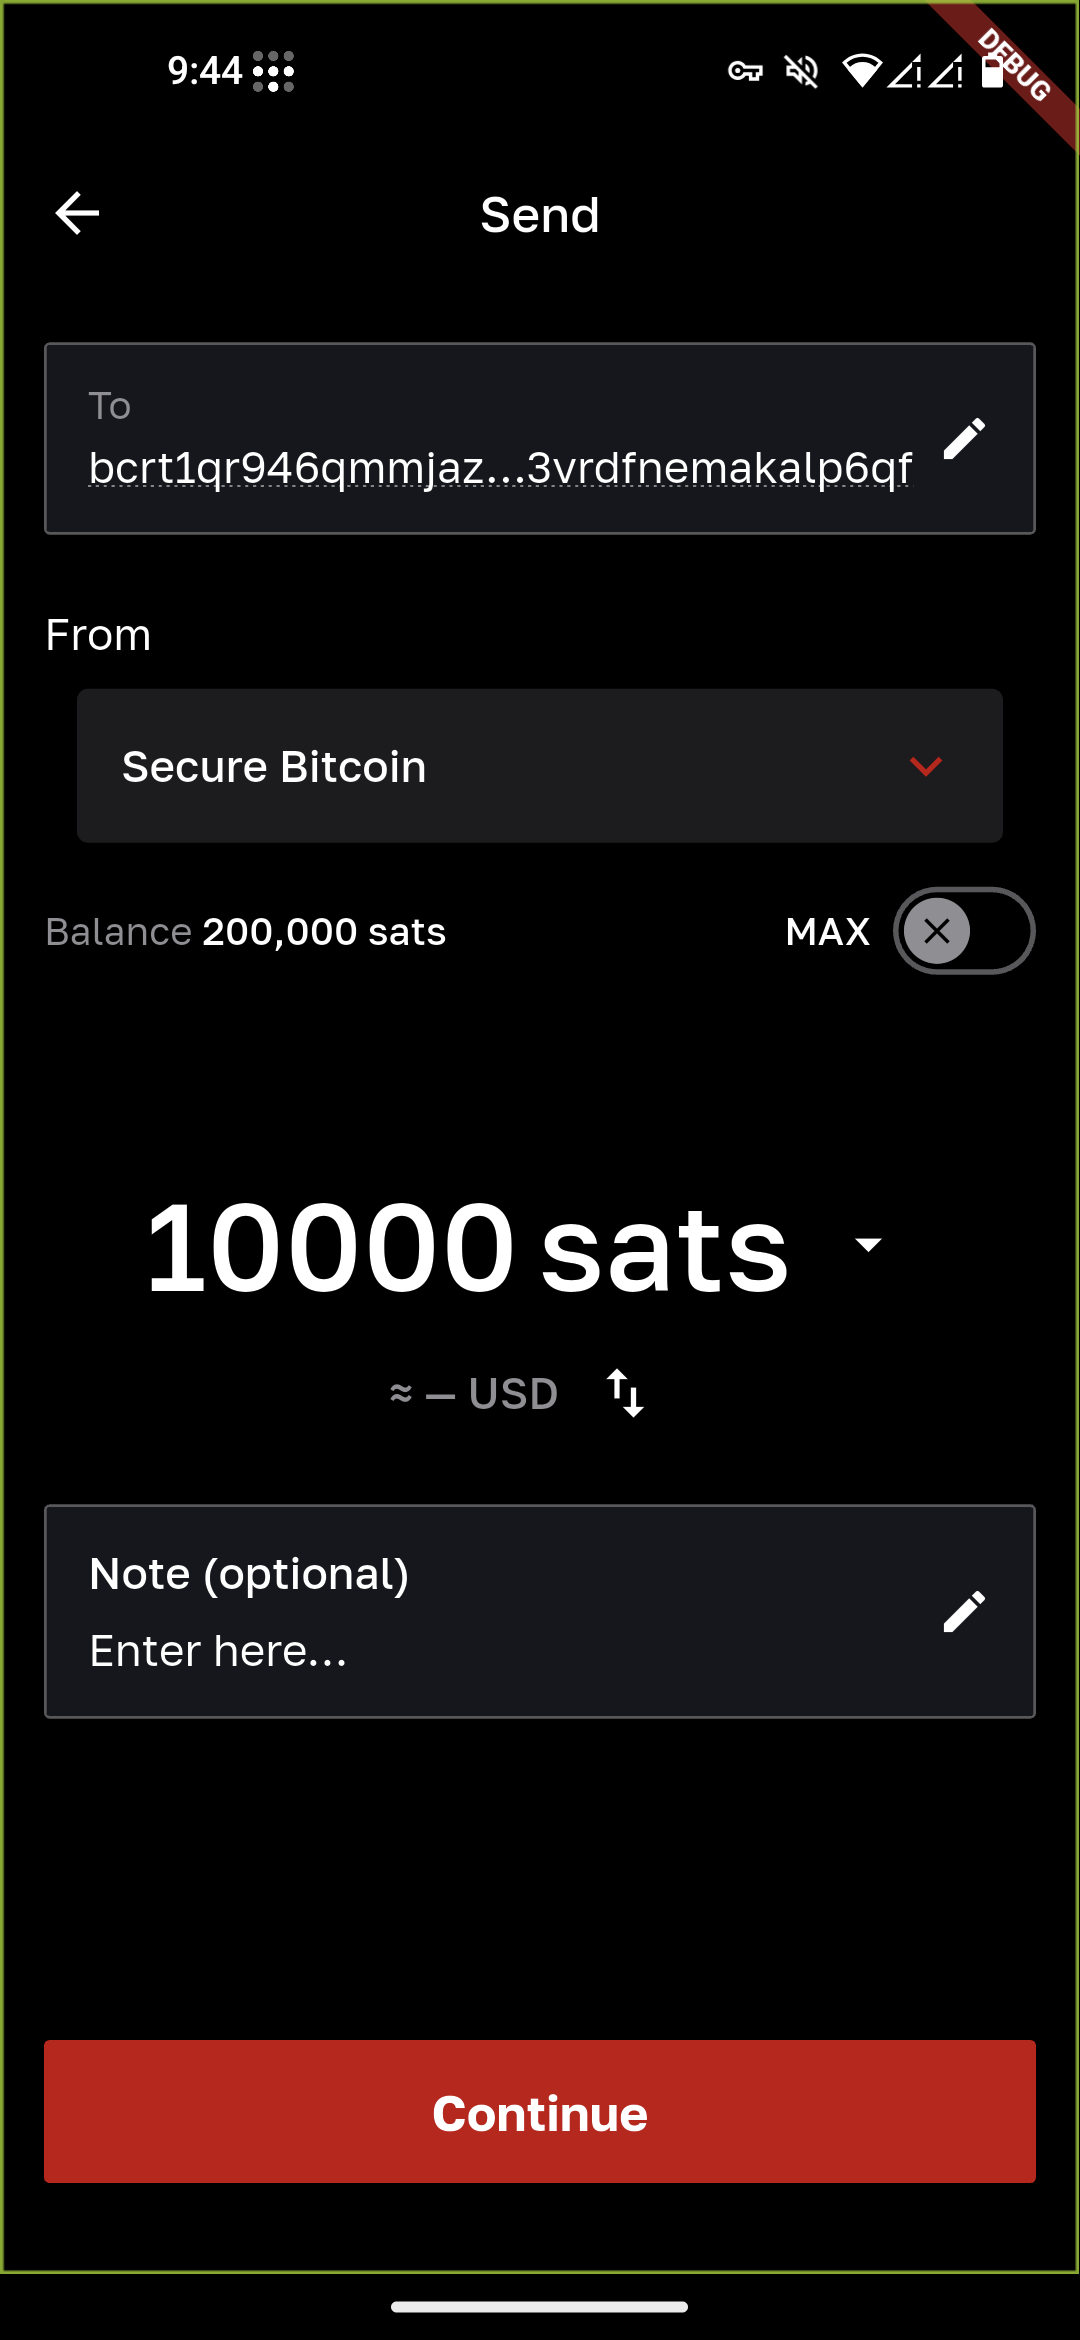 9:44
DEBUG
Send
To
bcrt1qr946qmmjaz...3vrdfnemakalp6qf
From
Secure Bitcoin
Balance 200,000 sats
MAX
10000 sats
≈ — USD
Note (optional)
Enter here...
Continue